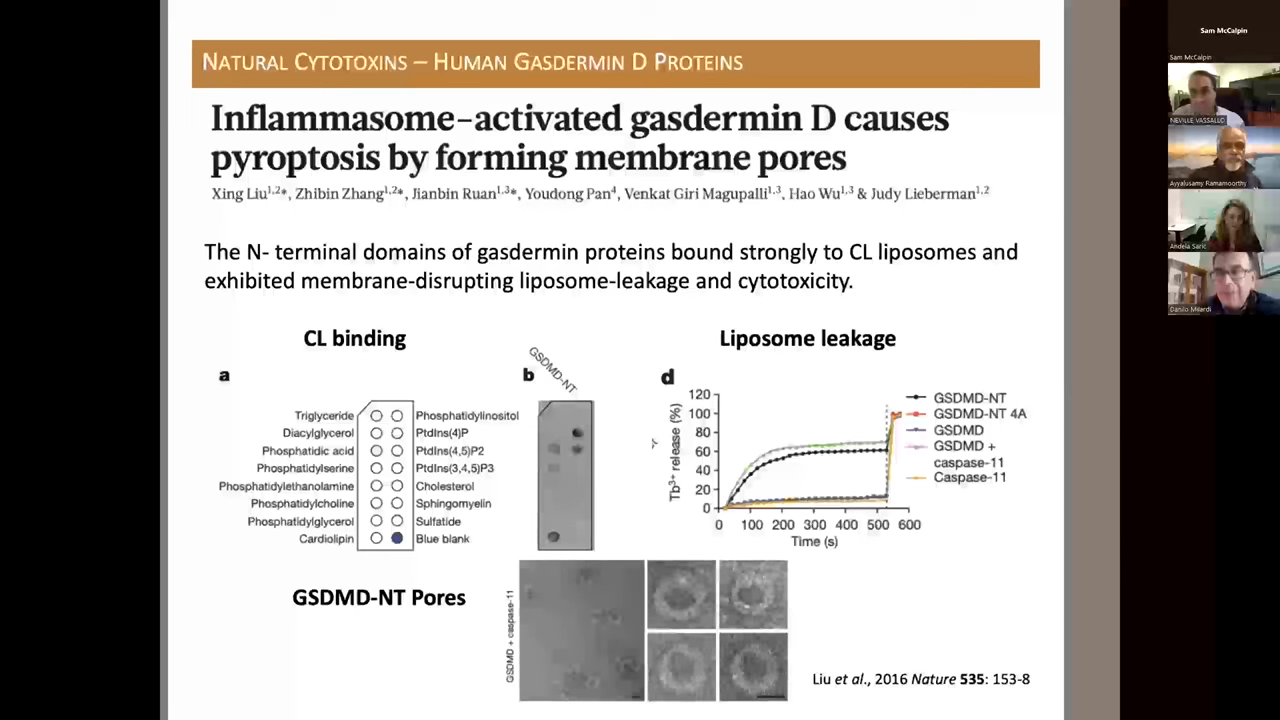 NATURAL CYTOTOXINS – HUMAN GASDERMIN D PROTEINS
Inflammasome-activated gasdermin D causes
pyroptosis by forming membrane pores
Xing Liu1,2*, Zhibin Zhang1,2*, Jianbin Ruan1,3*, Youdong Pan4, Venkat Giri Magupalli1,3, Hao Wu1,3 & Judy Lieberman1,2
The N- terminal domains of gasdermin proteins bound strongly to CL liposomes and
exhibited membrane-disrupting liposome-leakage and cytotoxicity.
CL binding
a
Triglyceride
Diacylglycerol
Phosphatidic acid
Phosphatidylserine
Phosphatidylethanolamine
Phosphatidylcholine
Phosphatidylglycerol
Cardiolipin
Phosphatidylinositol
PtdIns(4)P
PtdIns(4,5)P2
PtdIns(3,4,5)P3
Cholesterol
Sphingomyelin
Sulfatide
Blue blank
b
GSDMD-NT
Liposome leakage
d
Tb3+ release (%)
120
100
80
60
40
20
0
0 100 200 300 400 500 600
Time (s)
GSDMD-NT
GSDMD-NT 4A
GSDMD
GSDMD +
caspase-11
Caspase-11
GSDMD-NT Pores
GSDMD + caspase-11
Liu et al., 2016 Nature 535: 153-8
Sam McCalpin
Sam McCalpin
NEVILLE VASSALLO
Ayyalusamy Ramamoorthy
Andela Saric
Danilo Milardi